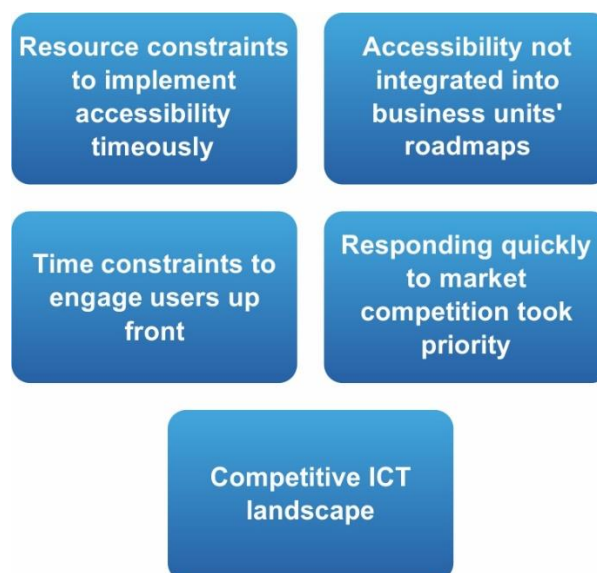 Resource constraints
to implement
accessibility
timeously
Accessibility not
integrated into
business units'
roadmaps
Time constraints to
engage users up
front
Responding quickly
to market
competition took
priority
Competitive ICT
landscape